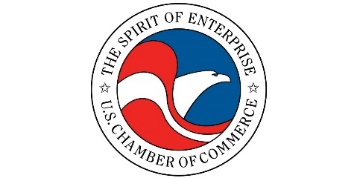 THE SPIRIT OF ENTERPRISE
U.S. CHAMBER OF COMMERCE